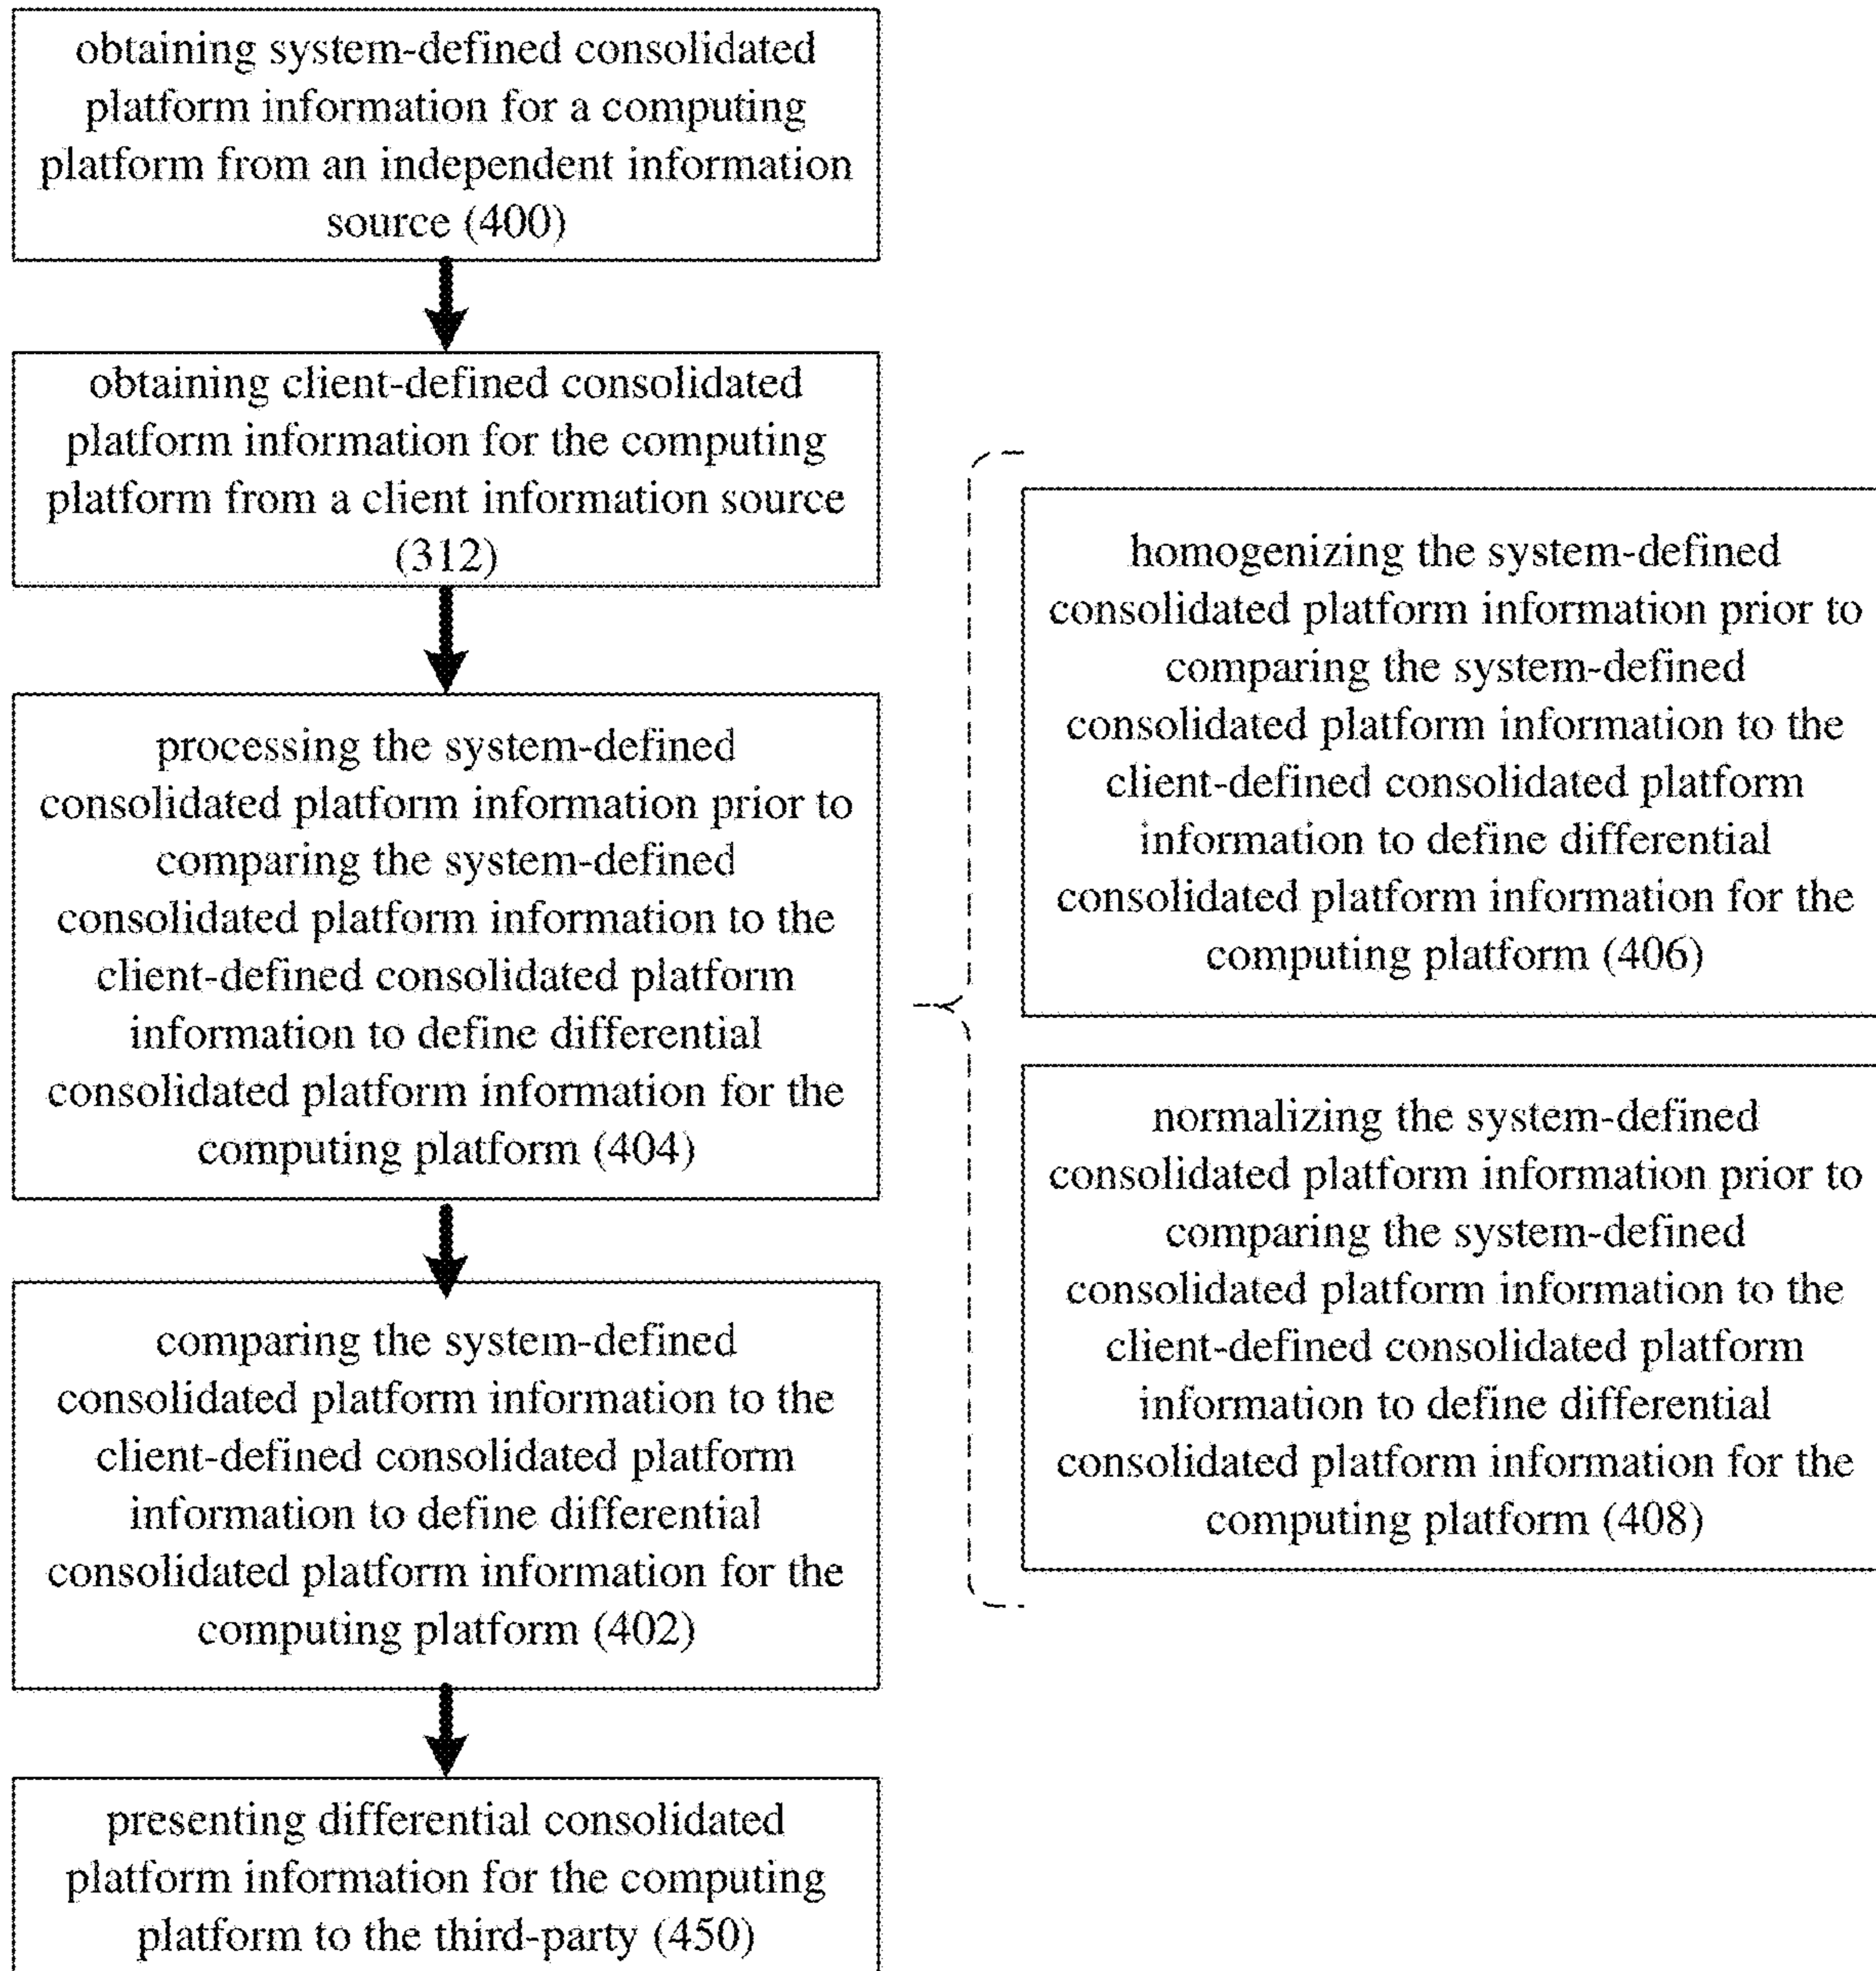 obtaining system-defined consolidated
platform information for a computing
platform from an independent information
source (400)
obtaining client-defined consolidated
platform information for the computing
platform from a client information source
(312)
processing the system-defined
consolidated platform information prior to
comparing the system-defined
consolidated platform information to the
client-defined consolidated platform
information to define differential
consolidated platform information for the
computing platform (404)
homogenizing the system-defined
consolidated platform information prior to
comparing the system-defined
consolidated platform information to the
client-defined consolidated platform
information to define differential
consolidated platform information for the
computing platform (406)
normalizing the system-defined
consolidated platform information prior to
comparing the system-defined
consolidated platform information to the
client-defined consolidated platform
information to define differential
consolidated platform information for the
computing platform (408)
comparing the system-defined
consolidated platform information to the
client-defined consolidated platform
information to define differential
consolidated platform information for the
computing platform (402)
presenting differential consolidated
platform information for the computing
platform to the third-party (450)